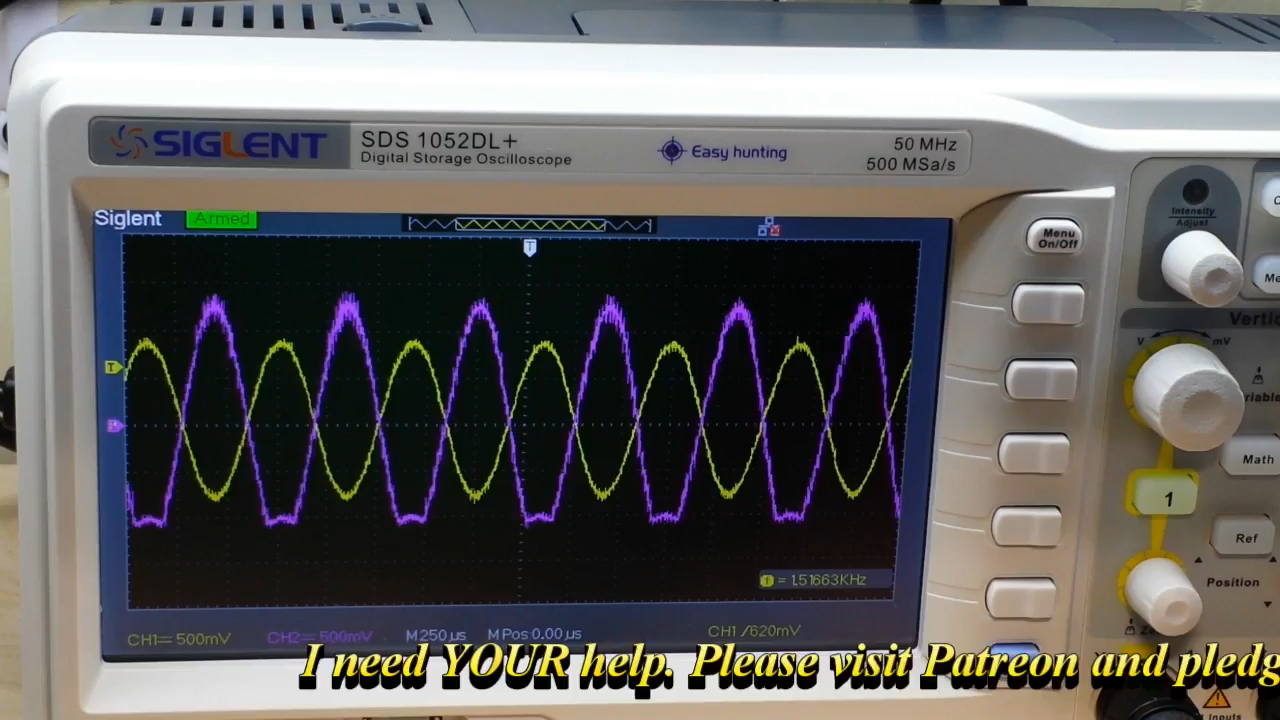 SIGLENT
SDS 1052DL+
Digital Storage Oscilloscope
Easy hunting
50 MHz
500 MSa/s
Siglent
Armed
T
Intensity
Adjust
Menu
On/Off
V
mV
Math
1
Ref
Position
= 1.51663KHz
CH1= 500mV
CH2= 500mV
M 250µs
M Pos:0.00µs
CH1 /620mV
I need YOUR help. Please visit Patreon and pledg